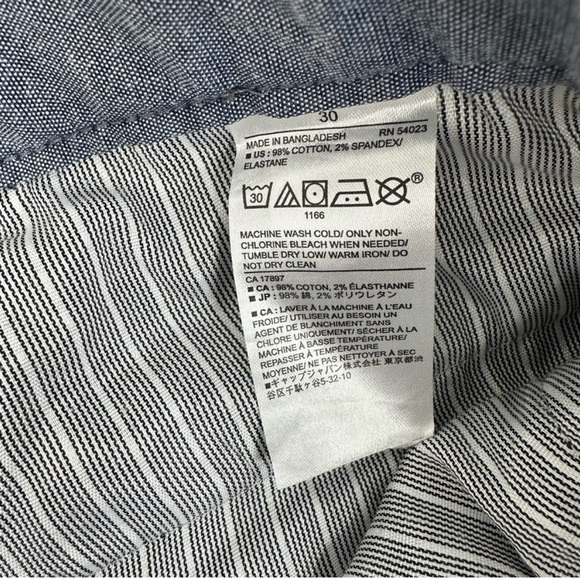 30
MADE IN BANGLADESH RN 54023
■ US : 98% COTTON, 2% SPANDEX/
ELASTANE
30 ®
1166
MACHINE WASH COLD/ ONLY NON-
CHLORINE BLEACH WHEN NEEDED/
TUMBLE DRY LOW/ WARM IRON/ DO
NOT DRY CLEAN
CA 17897
■ CA : 98% COTON, 2% ÉLASTHANNE
■ JP : 98% 綿, 2% ポリウレタン
■ CA : LAVER À LA MACHINE À L'EAU
FROIDE/ UTILISER AU BESOIN UN
AGENT DE BLANCHIMENT SANS
CHLORE UNIQUEMENT/ SÉCHER À LA
MACHINE À BASSE TEMPÉRATURE/
REPASSER À TEMPÉRATURE
MOYENNE/ NE PAS NETTOYER À SEC
■ギャップジャパン株式会社 東京都渋
谷区千駄ヶ谷5-32-10